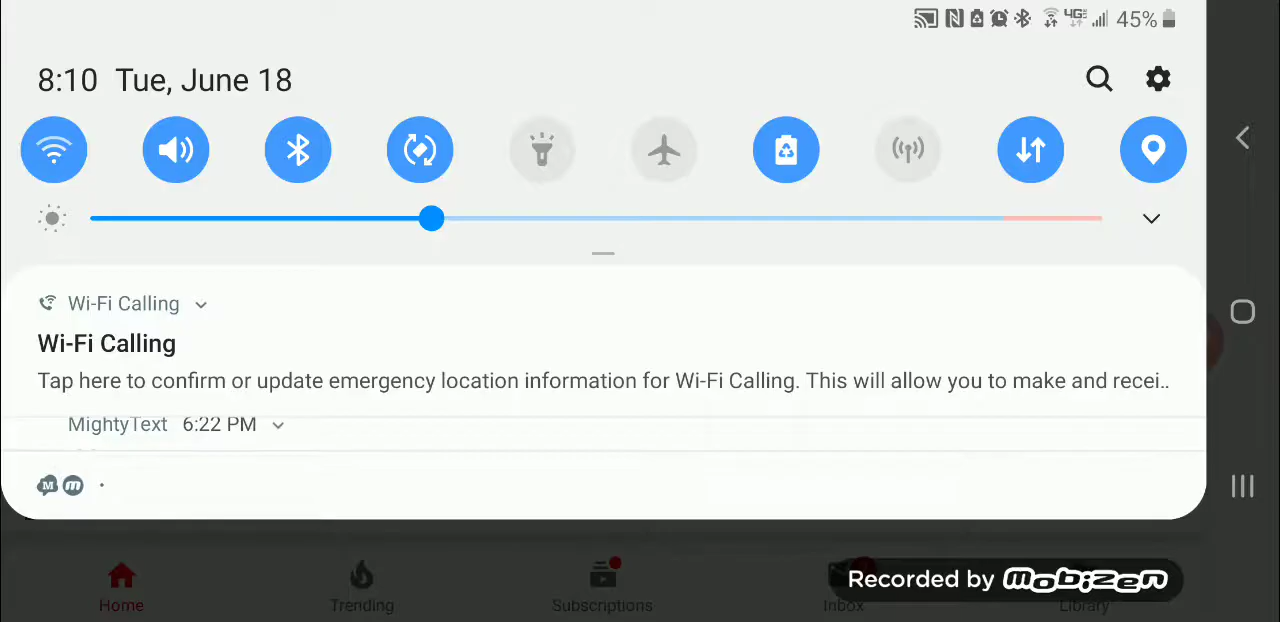 4G 45%
8:10 Tue, June 18
Wi-Fi Calling
Wi-Fi Calling
Tap here to confirm or update emergency location information for Wi-Fi Calling. This will allow you to make and recei..
MightyText 6:22 PM
M m
Home Trending Subscriptions Inbox Library
Recorded by mobizen